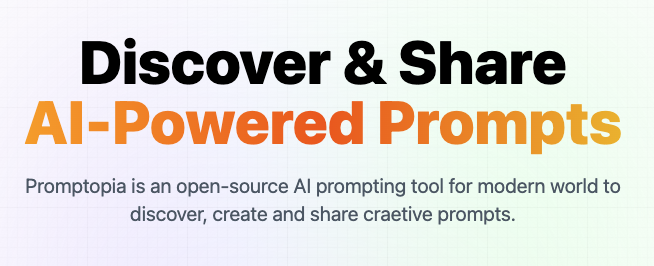 Discover & Share
AI-Powered Prompts
Promptopia is an open-source AI prompting tool for modern world to
discover, create and share craetive prompts.